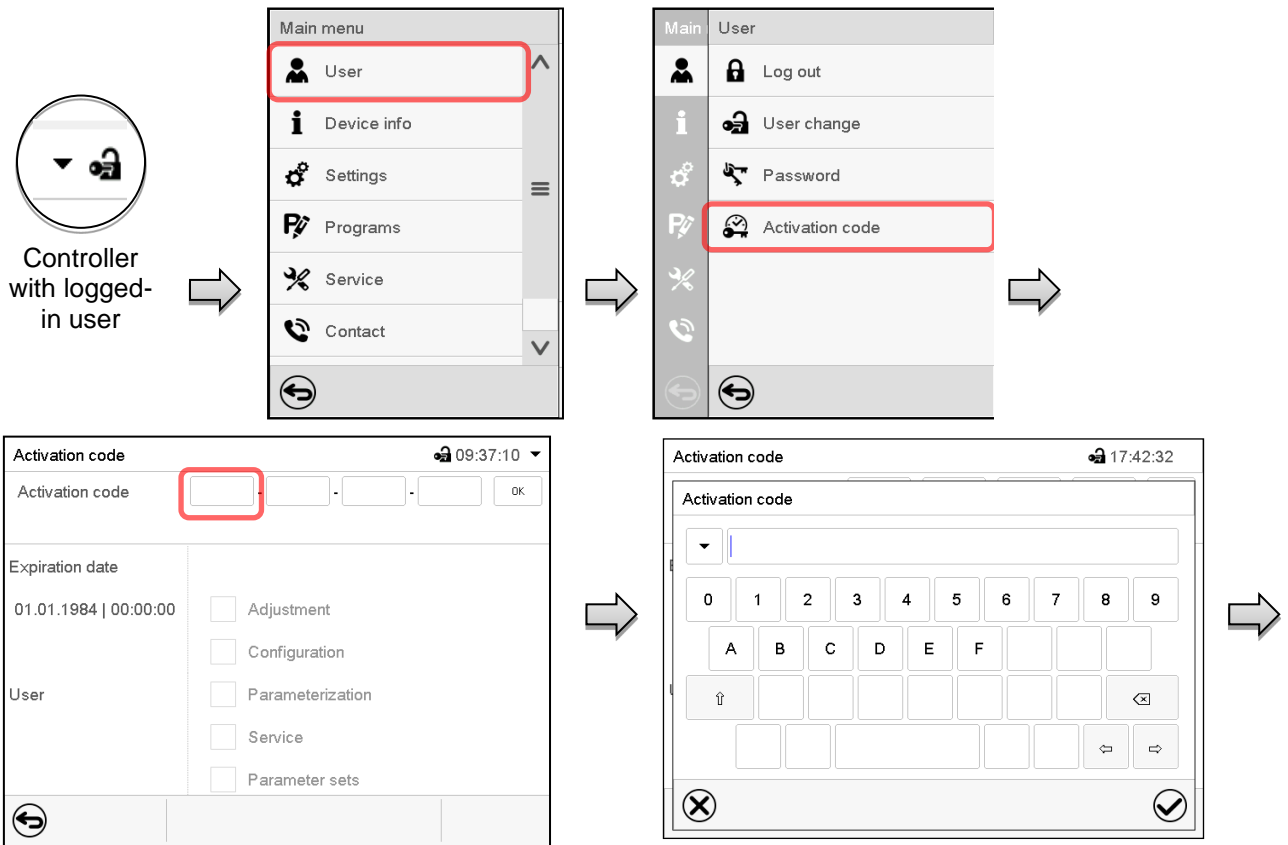 Main menu
User
Device info
Settings
Programs
Service
Contact
Main
User
Log out
User change
Password
Activation code
Controller
with logged-
in user
Activation code
09:37:10
Activation code
- - -
OK
Expiration date
01.01.1984 | 00:00:00
Adjustment
Configuration
User
Parameterization
Service
Parameter sets
Activation code
17:42:32
Activation code
0 1 2 3 4 5 6 7 8 9
A B C D E F